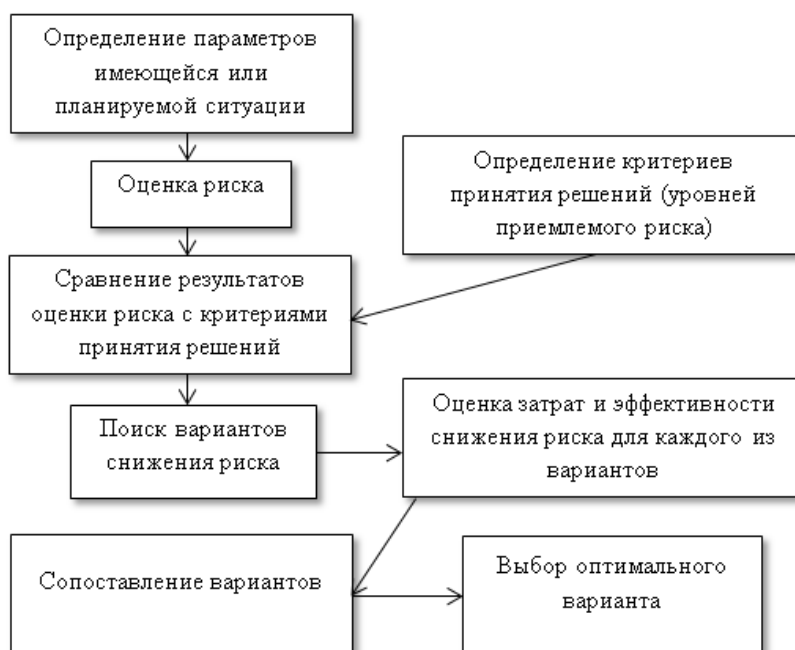 Определение параметров
имеющейся или
планируемой ситуации
Оценка риска
Определение критериев
принятия решений (уровней
приемлемого риска)
Сравнение результатов
оценки риска с критериями
принятия решений
Поиск вариантов
снижения риска
Оценка затрат и эффективности
снижения риска для каждого из
вариантов
Сопоставление вариантов
Выбор оптимального
варианта